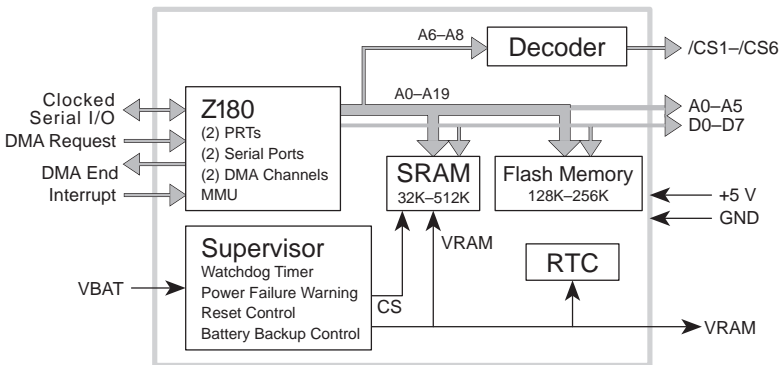 A6–A8
Decoder
/CS1–/CS6
Clocked
Serial I/O
DMA Request
DMA End
Interrupt
Z180
(2) PRTs
(2) Serial Ports
(2) DMA Channels
MMU
A0–A19
A0–A5
D0–D7
SRAM
32K–512K
Flash Memory
128K–256K
+5 V
GND
VRAM
Supervisor
Watchdog Timer
Power Failure Warning
Reset Control
Battery Backup Control
VBAT
CS
RTC
VRAM